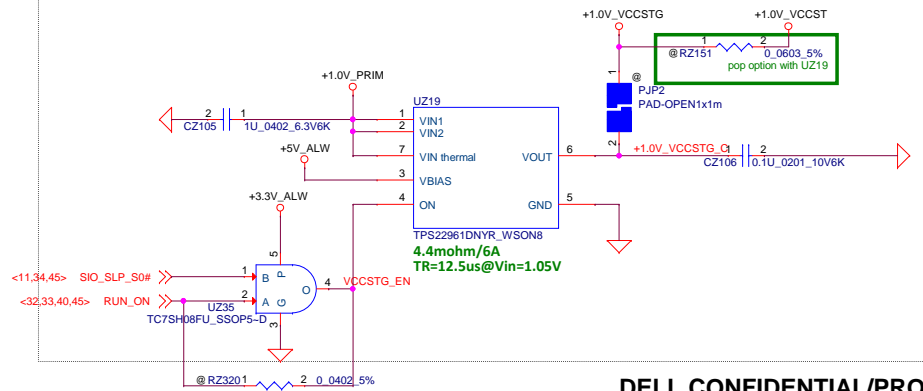 +1.0V_VCCSTG
+1.0V_VCCST
1 2
@ RZ151 0_0603_5%
pop option with UZ19
@
1
PJP2
PAD-OPEN1x1m
2
+1.0V_PRIM
2 1
CZ105 1U_0402_6.3V6K
UZ19
1 VIN1
2 VIN2
7 VIN thermal
VOUT 6
+1.0V_VCCSTG_C
1 2
CZ106 0.1U_0201_10V6K
+5V_ALW
3 VBIAS
4 ON
GND 5
TPS22961DNYR_WSON8
4.4mohm/6A
TR=12.5us@Vin=1.05V
+3.3V_ALW
5
P
<11,34,45> SIO_SLP_S0# 1 B
O 4 VCCSTG_EN
<32,33,40,45> RUN_ON 2 A
G
UZ35
3
TC7SH08FU_SSOP5~D
@ RZ320 1 2 0_0402_5%